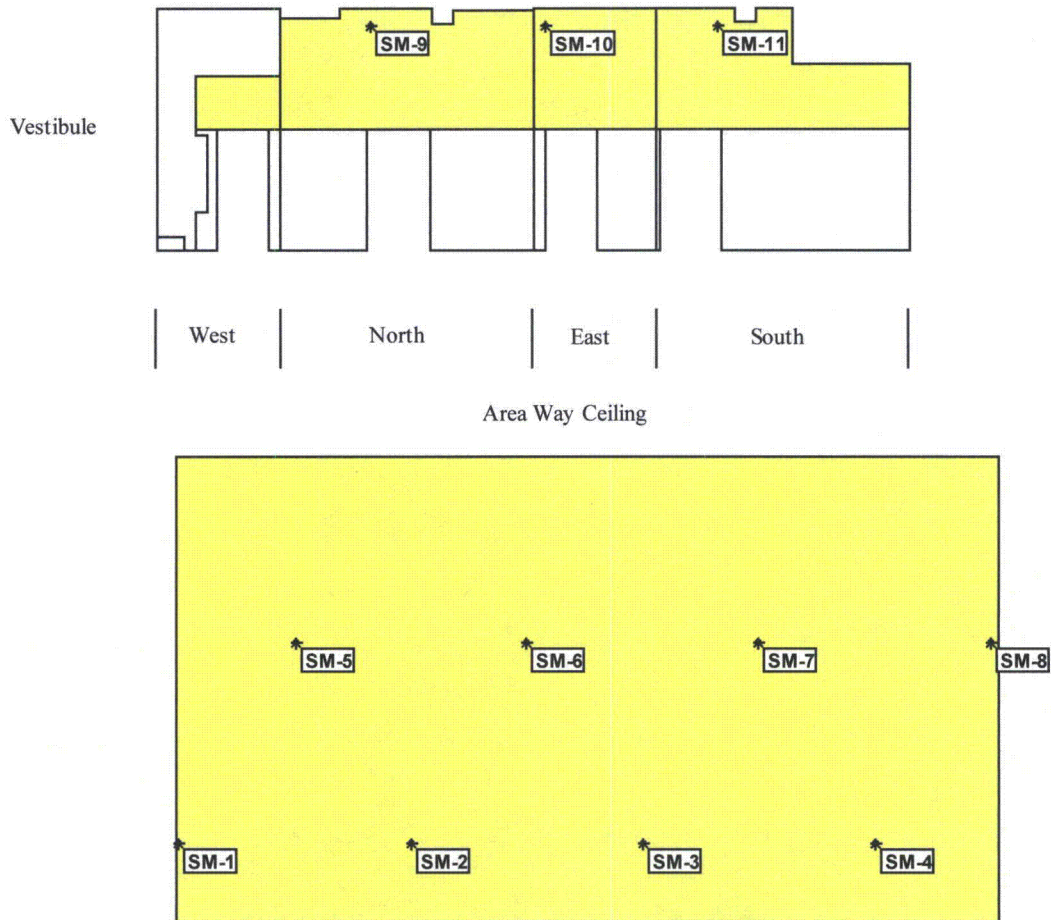 SM-9
SM-10
SM-11
Vestibule
West
North
East
South
Area Way Ceiling
SM-5
SM-6
SM-7
SM-8
SM-1
SM-2
SM-3
SM-4